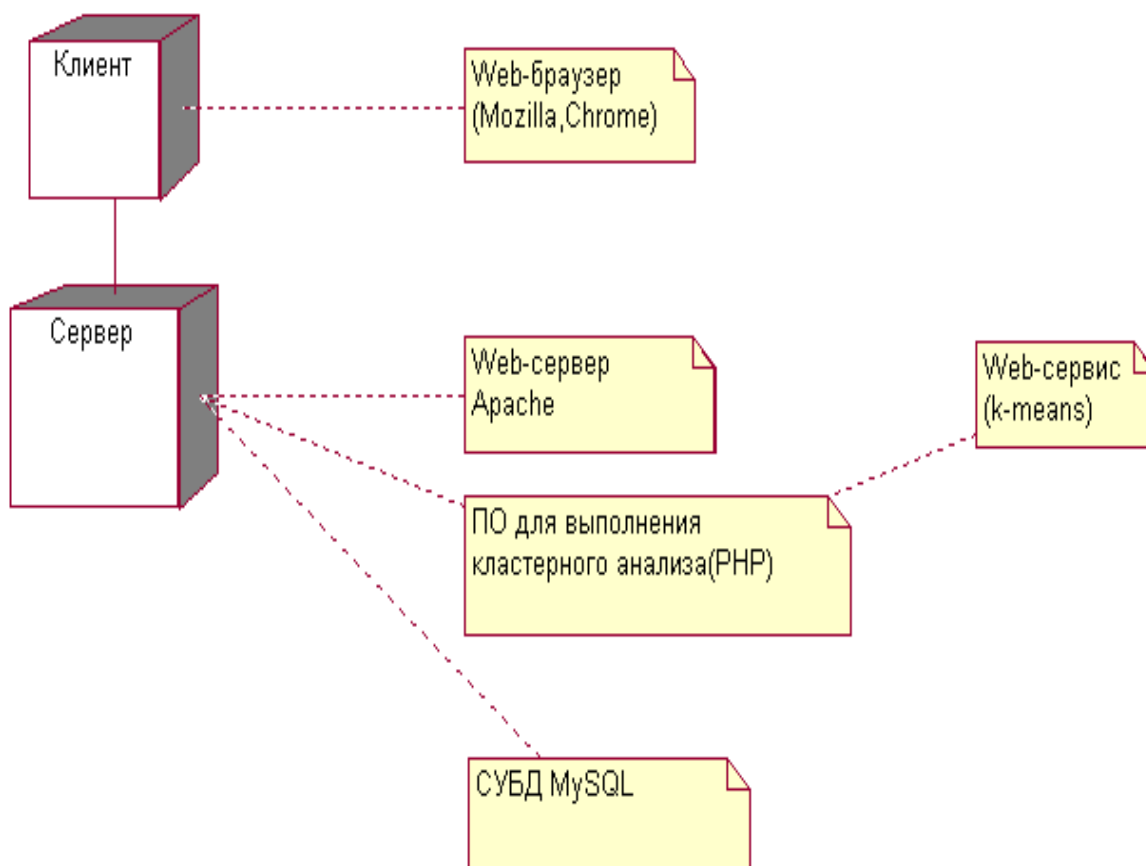 Клиент
Web-браузер
(Mozilla,Chrome)
Сервер
Web-сервер
Apache
Web-сервис
(k-means)
ПО для выполнения
кластерного анализа(PHP)
СУБД MySQL